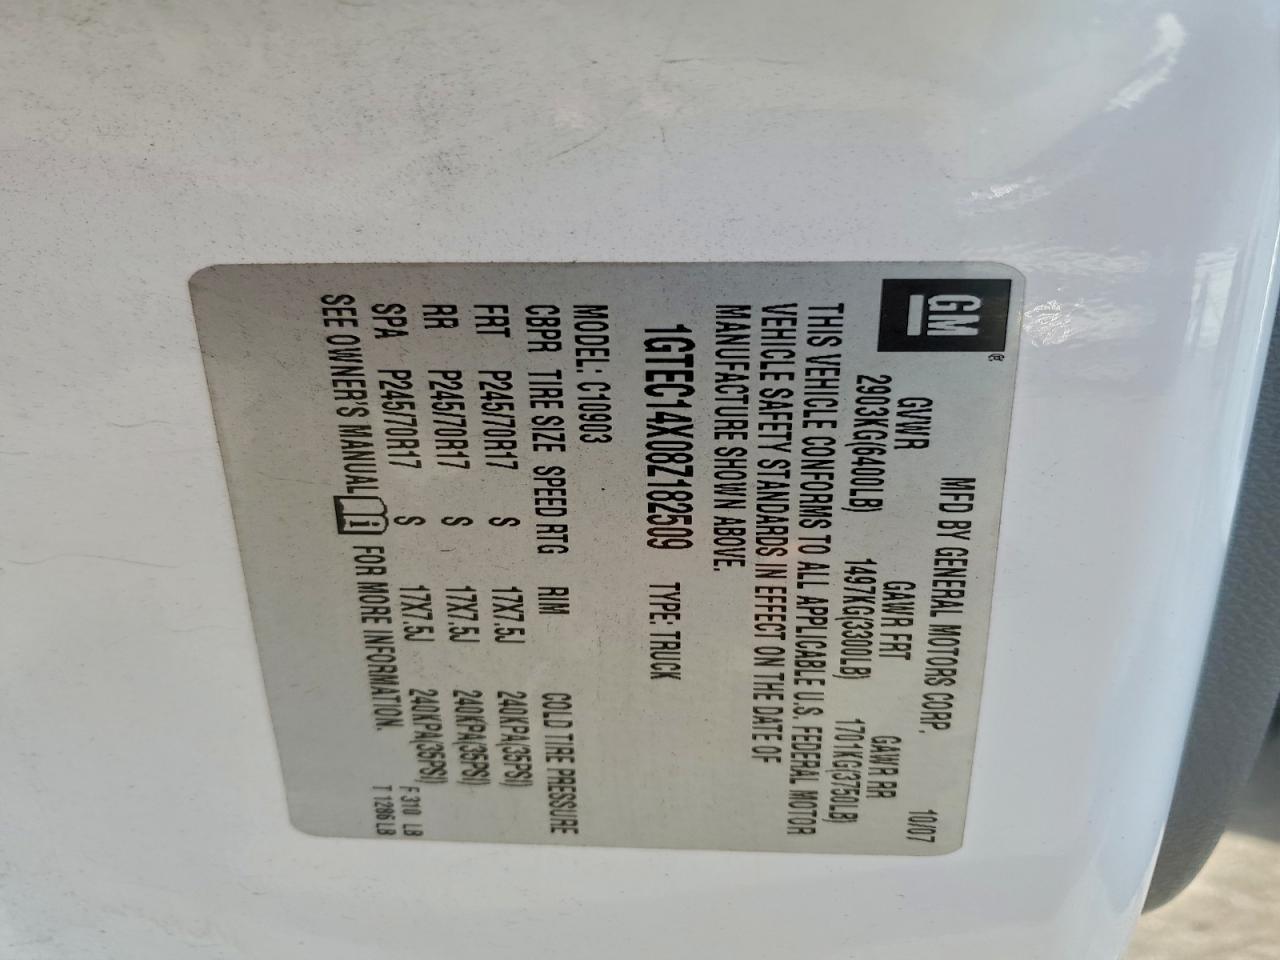 GM
MFD BY GENERAL MOTORS CORP. 10/07
GVWR GAWR FRT GAWR RR
2903KG(6400LB) 1497KG(3300LB) 1701KG(3750LB)
THIS VEHICLE CONFORMS TO ALL APPLICABLE U.S. FEDERAL MOTOR
VEHICLE SAFETY STANDARDS IN EFFECT ON THE DATE OF
MANUFACTURE SHOWN ABOVE.
1GTEC14X08Z182509 TYPE: TRUCK
MODEL: C10903
CBPR TIRE SIZE SPEED RTG RIM COLD TIRE PRESSURE
FRT P245/70R17 S 17X7.5J 240KPA(35PSI)
RR P245/70R17 S 17X7.5J 240KPA(35PSI)
SPA P245/70R17 S 17X7.5J 240KPA(35PSI)
SEE OWNER'S MANUAL FOR MORE INFORMATION.
F 310 LB
T 1286 LB